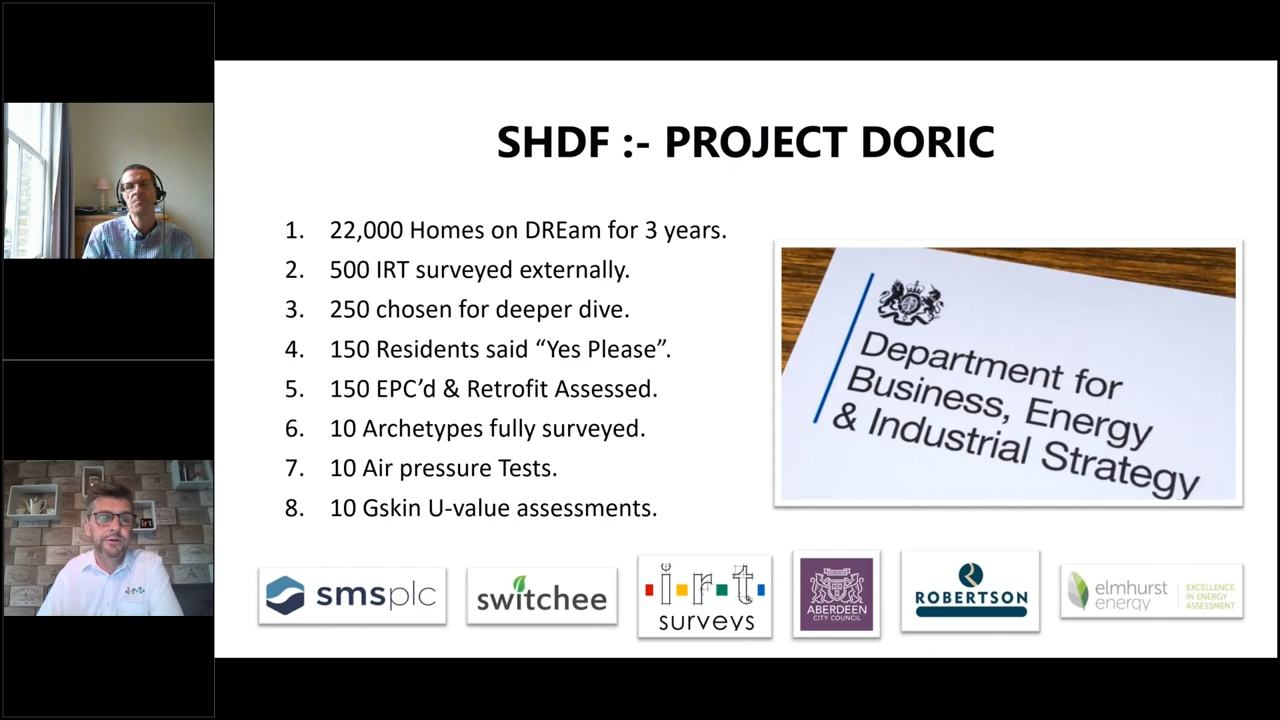 SHDF :- PROJECT DORIC
1. 22,000 Homes on DREam for 3 years.
2. 500 IRT surveyed externally.
3. 250 chosen for deeper dive.
4. 150 Residents said “Yes Please”.
5. 150 EPC’d & Retrofit Assessed.
6. 10 Archetypes fully surveyed.
7. 10 Air pressure Tests.
8. 10 Gskin U-value assessments.
Department for
Business, Energy
& Industrial Strategy
smsplc
switchee
i·r·t·
surveys
ABERDEEN
CITY COUNCIL
ROBERTSON
elmhurst
energy
EXCELLENCE
IN ENERGY
ASSESSMENT
irt